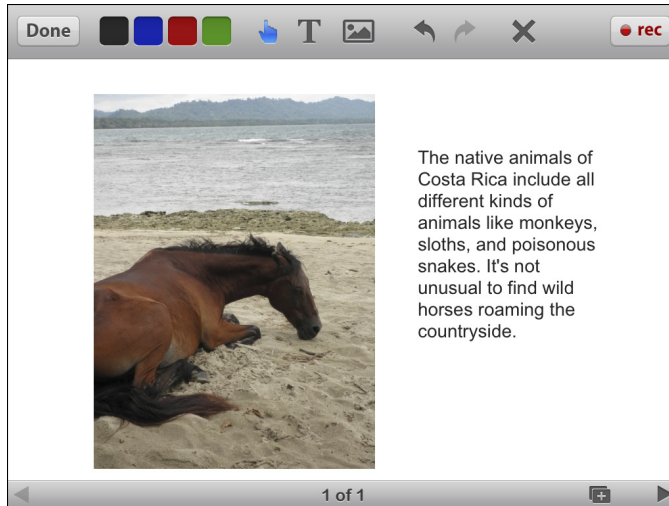 Done T rec
The native animals of
Costa Rica include all
different kinds of
animals like monkeys,
sloths, and poisonous
snakes. It's not
unusual to find wild
horses roaming the
countryside.
1 of 1